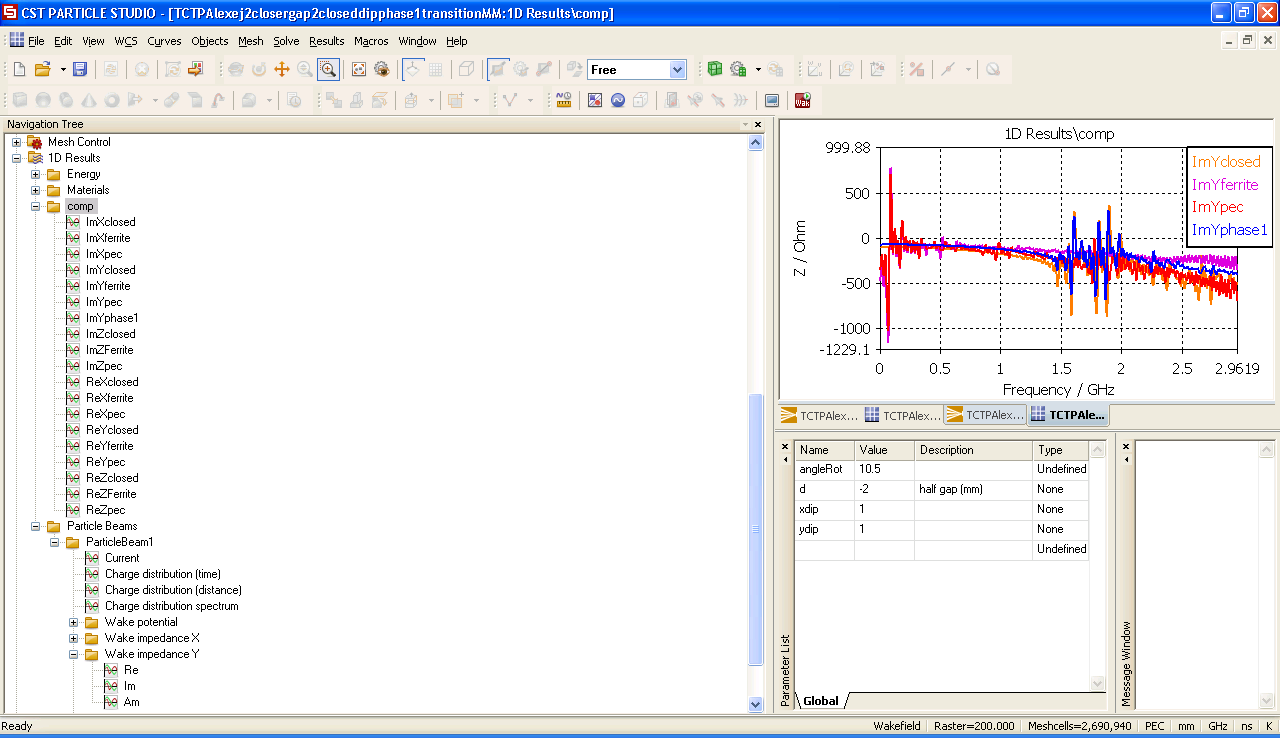 CST PARTICLE STUDIO - [TCTPAlexej2closergap2closeddipphase1transitionMM:1D Results\comp]
File Edit View WCS Curves Objects Mesh Solve Results Macros Window Help
Free
Navigation Tree
Mesh Control
1D Results
Energy
Materials
comp
ImXclosed
ImXferrite
ImXpec
ImYclosed
ImYferrite
ImYpec
ImYphase1
ImZclosed
ImZFerrite
ImZpec
ReXclosed
ReXferrite
ReXpec
ReYclosed
ReYferrite
ReYpec
ReZclosed
ReZFerrite
ReZpec
Particle Beams
ParticleBeam1
Current
Charge distribution (time)
Charge distribution (distance)
Charge distribution spectrum
Wake potential
Wake impedance X
Wake impedance Y
Re
Im
Am
1D Results\comp
999.88
500
0
-500
-1000
-1229.1
Z / Ohm
ImYclosed
ImYferrite
ImYpec
ImYphase1
0 0.5 1 1.5 2 2.5 2.9619
Frequency / GHz
TCTPAlex... TCTPAlex... TCTPAlex... TCTPAle...
Name Value Description Type
angleRot 10.5 Undefined
d -2 half gap (mm) None
xdip 1 None
ydip 1 None
Undefined
Global
Parameter List
Message Window
Ready
Wakefield Raster=200.000 Meshcells=2,690,940 PEC mm GHz ns K